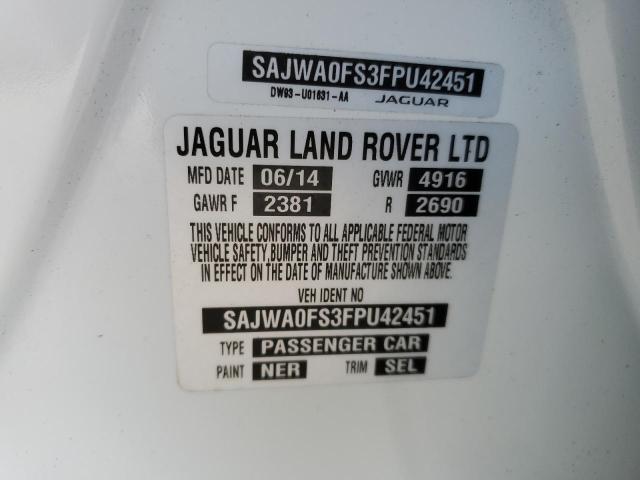 SAJWA0FS3FPU42451
DW93-U01631-AA JAGUAR
JAGUAR LAND ROVER LTD
MFD DATE 06/14 GVWR 4916
GAWR F 2381 R 2690
THIS VEHICLE CONFORMS TO ALL APPLICABLE FEDERAL MOTOR
VEHICLE SAFETY,BUMPER AND THEFT PREVENTION STANDARDS
IN EFFECT ON THE DATE OF MANUFACTURE SHOWN ABOVE.
VEH IDENT NO
SAJWA0FS3FPU42451
TYPE PASSENGER CAR
PAINT NER TRIM SEL